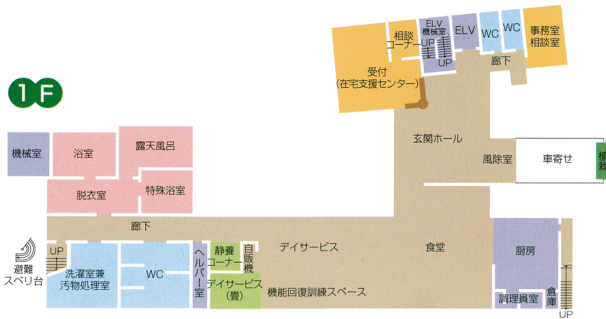 1F
相談
コーナー
ELV
機械室
UP
UP
ELV
WC
WC
事務室
相談室
受付
(在宅支援センター)
廊下
玄関ホール
風除室
車寄せ
植栽
機械室
浴室
露天風呂
脱衣室
特殊浴室
廊下
避難
スベリ台
UP
洗濯室兼
汚物処理室
WC
ヘルパー室
静養
コーナー
自販機
デイサービス
(畳)
デイサービス
機能回復訓練スペース
食堂
厨房
調理員室
倉庫
UP